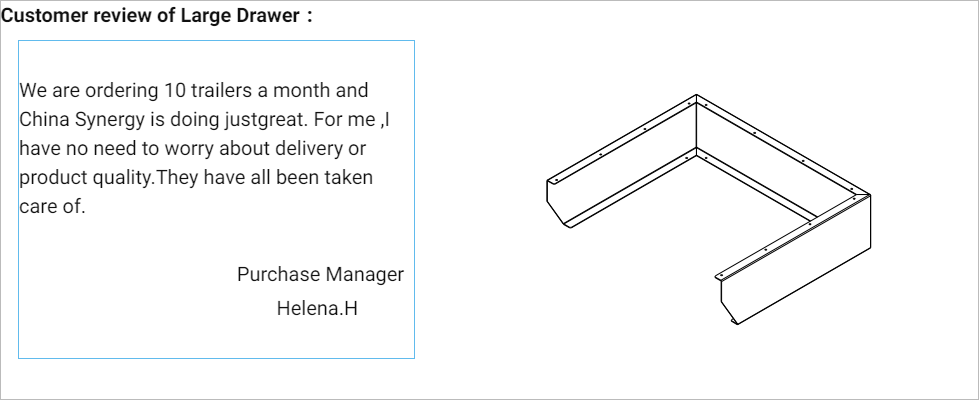 Customer review of Large Drawer：
We are ordering 10 trailers a month and
China Synergy is doing justgreat. For me ,I
have no need to worry about delivery or
product quality.They have all been taken
care of.
Purchase Manager
Helena.H